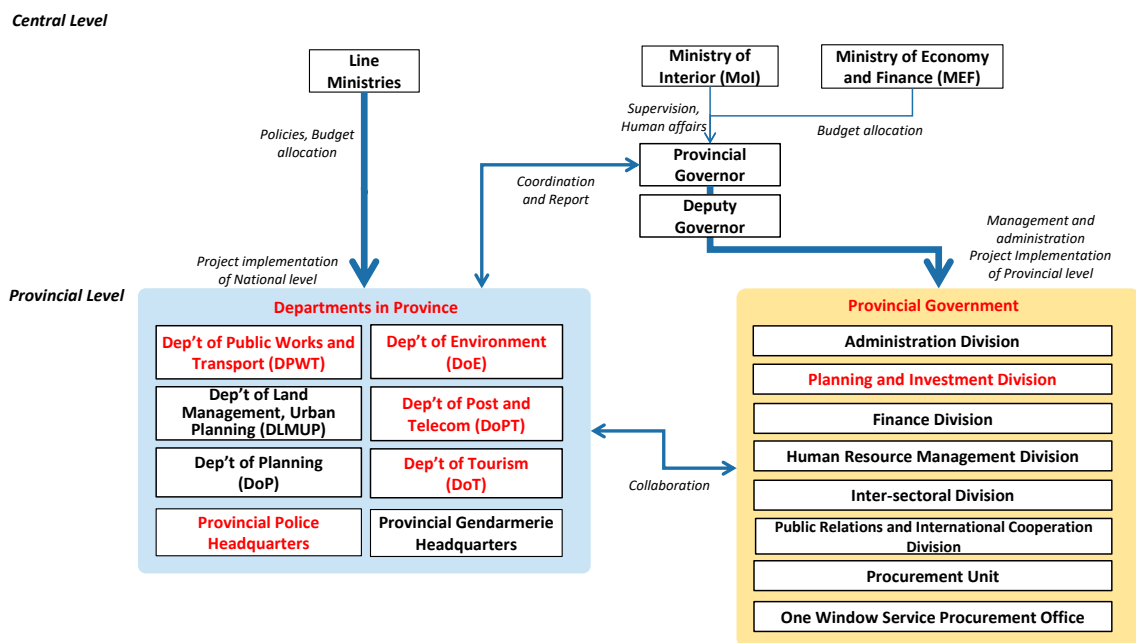 Central Level
Line
Ministries
Ministry of
Interior (MoI)
Ministry of Economy
and Finance (MEF)
Policies, Budget
allocation
Supervision,
Human affairs
Budget allocation
Provincial
Governor
Coordination
and Report
Deputy
Governor
Management and
administration
Project Implementation
of Provincial level
Project implementation
of National level
Provincial Level
Departments in Province
Dep’t of Public Works and
Transport (DPWT)
Dep’t of Environment
(DoE)
Dep’t of Land
Management, Urban
Planning (DLMUP)
Dep’t of Post and
Telecom (DoPT)
Dep’t of Planning
(DoP)
Dep’t of Tourism
(DoT)
Provincial Police
Headquarters
Provincial Gendarmerie
Headquarters
Collaboration
Provincial Government
Administration Division
Planning and Investment Division
Finance Division
Human Resource Management Division
Inter-sectoral Division
Public Relations and International Cooperation
Division
Procurement Unit
One Window Service Procurement Office